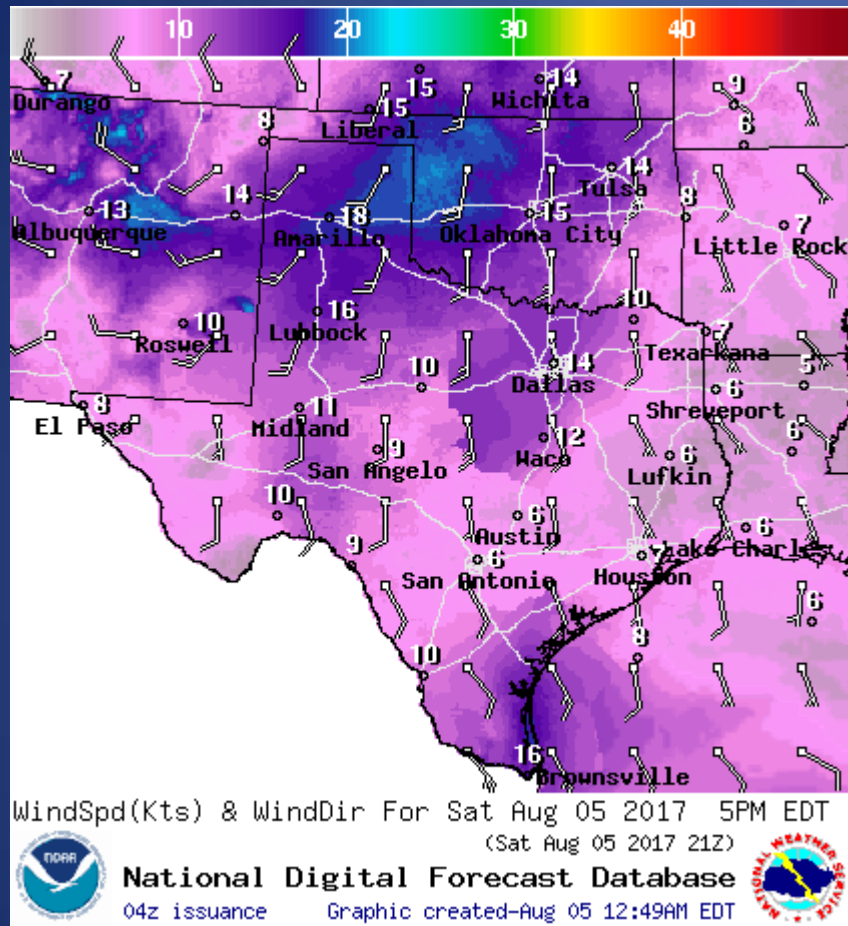 10 20 30 40
7
Durango
15
14
Wichita
9
15
Liberal
8
6
14
Tulsa
13
Albuquerque
14
18
Amarillo
15
Oklahoma City
8
7
Little Rock
10
Roswell
16
Lubbock
10
7
Texarkana
14
Dallas
10
5
6
Shreveport
8
El Paso
11
Midland
9
San Angelo
12
Waco
6
Lufkin
6
10
6
Austin
6
Lake Charles
9
6
San Antonio
7
Houston
6
8
10
16
Brownsville
WindSpd(Kts) & WindDir For Sat Aug 05 2017 5PM EDT
(Sat Aug 05 2017 21Z)
NOAA
National Digital Forecast Database
04z issuance Graphic created-Aug 05 12:49AM EDT
NATIONAL WEATHER SERVICE